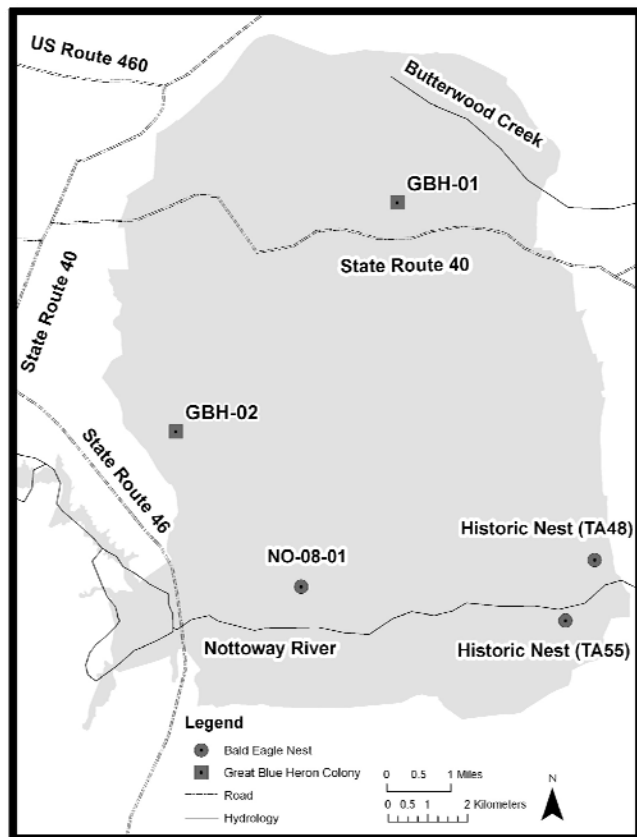 US Route 460
Butterwood Creek
GBH-01
State Route 40
State Route 40
GBH-02
State Route 46
Historic Nest (TA48)
NO-08-01
Nottoway River
Historic Nest (TA55)
Legend
Bald Eagle Nest
Great Blue Heron Colony
Road
Hydrology
0 0.5 1 Miles
0 0.5 1 2 Kilometers
N